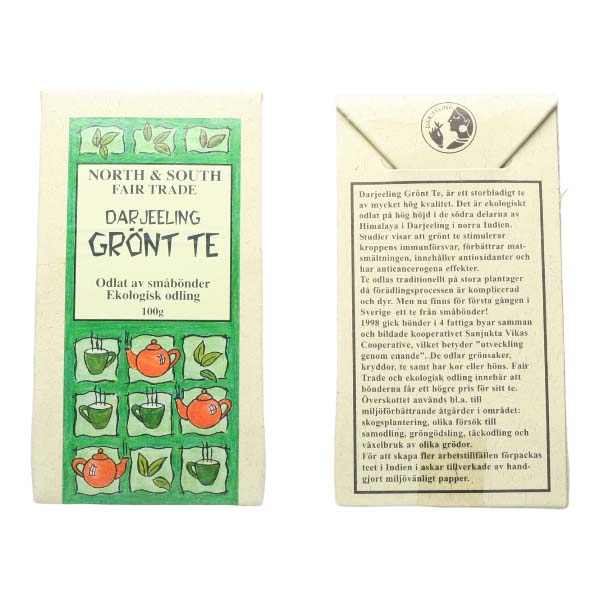 NORTH & SOUTH
FAIR TRADE
DARJEELING
GRÖNT TE
Odlat av småbönder
Ekologisk odling
100g
DARJEELING
Darjeeling Grönt Te, är ett storbladigt te
av mycket hög kvalitet. Det är ekologiskt
odlat på hög höjd i de södra delarna av
Himalaya i Darjeeling i norra Indien.
Studier visar att grönt te stimulerar
kroppens immunförsvar, förbättrar mat-
smältningen, innehåller antioxidanter och
har anticancerogena effekter.
Te odlas traditionellt på stora plantager
då förädlingsprocessen är komplicerad
och dyr. Men nu finns för första gången i
Sverige ett te från småbönder!
1998 gick bönder i 4 fattiga byar samman
och bildade kooperativet Sanjukta Vikas
Cooperative, vilket betyder "utveckling
genom enande". De odlar grönsaker,
kryddor, te samt har kor eller höns. Fair
Trade och ekologisk odling innebär att
bönderna får ett högre pris för sitt te.
Överskottet används bl.a. till
miljöförbättrande åtgärder i området:
skogsplantering, olika försök till
samodling, gröngödsling, täckodling och
växelbruk av olika grödor.
För att skapa fler arbetstillfällen förpackas
teet i Indien i askar tillverkade av hand-
gjort miljövänligt papper.